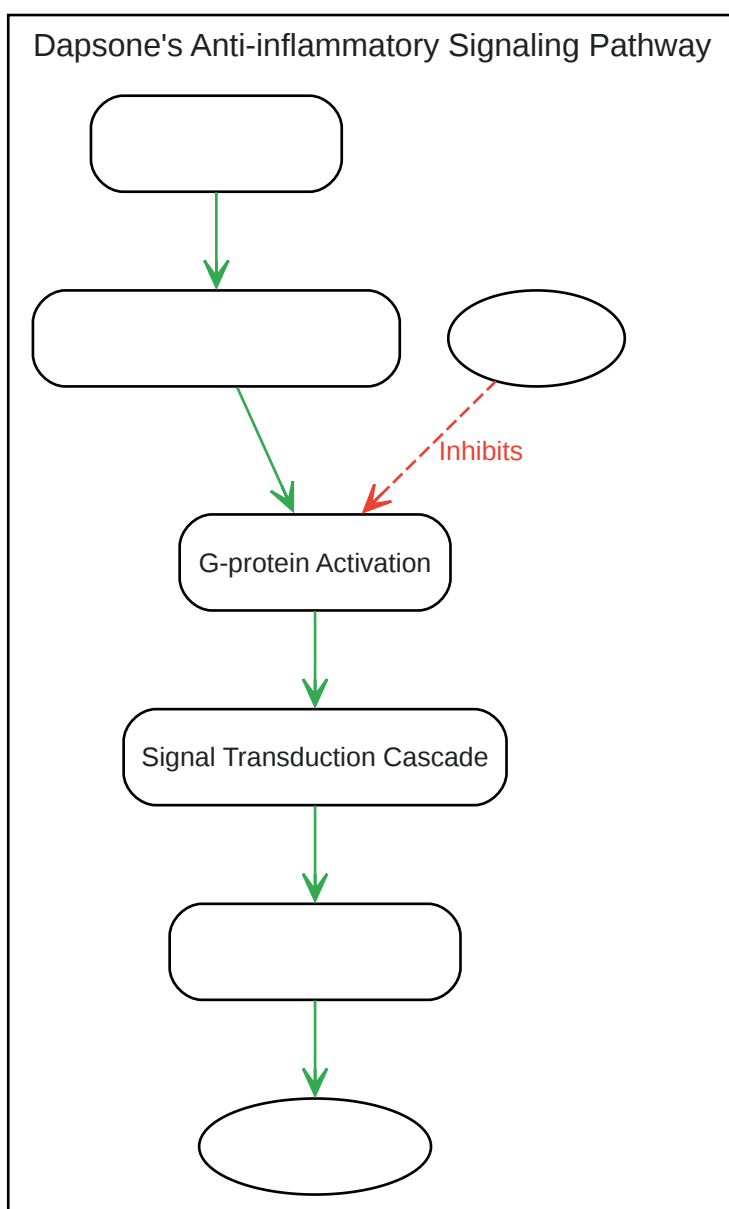 Dapsone's Anti-inflammatory Signaling Pathway
Inhibits
G-protein Activation
Signal Transduction Cascade